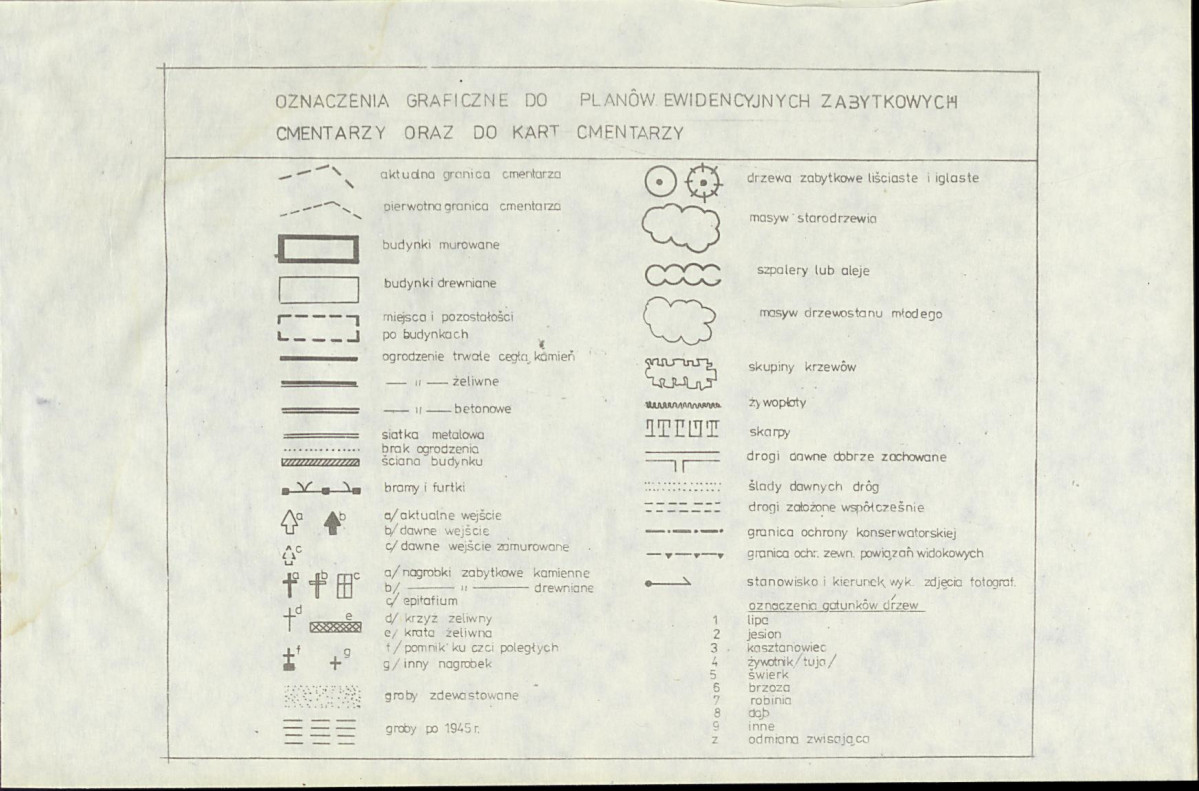 OZNACZENIA GRAFICZNE DO PLANÓW EWIDENCYJNYCH ZABYTKOWYCH
CMENTARZY ORAZ DO KART CMENTARZY
aktualna granica cmentarza
pierwotna granica cmentarza
budynki murowane
budynki drewniane
miejsca i pozostałości
po budynkach
ogrodzenie trwałe cegła, kamień
— " — żeliwne
— " — betonowe
siatka metalowa
brak ogrodzenia
ściana budynku
bramy i furtki
a b
a/ aktualne wejście
b/ dawne wejście
c
c/ dawne wejście zamurowane
a b c
a/ nagrobki zabytkowe kamienne
b/ — " — drewniane
c/ epitafium
d e
d/ krzyż żeliwny
e/ krata żeliwna
f g
f/ pomnik ku czci poległych
g/ inny nagrobek
groby zdewastowane
groby po 1945 r.
drzewa zabytkowe liściaste i iglaste
masyw starodrzewia
szpalery lub aleje
masyw drzewostanu młodego
skupiny krzewów
żywopłoty
skarpy
drogi dawne dobrze zachowane
ślady dawnych dróg
drogi założone współcześnie
granica ochrony konserwatorskiej
granica ochr. zewn. powiązań widokowych
stanowisko i kierunek wyk. zdjęcia fotograf.
oznaczenia gatunków drzew
1 lipa
2 jesion
3 kasztanowiec
4 żywotnik /tuja/
5 świerk
6 brzoza
7 robinia
8 dąb
9 inne
z odmiana zwisająca